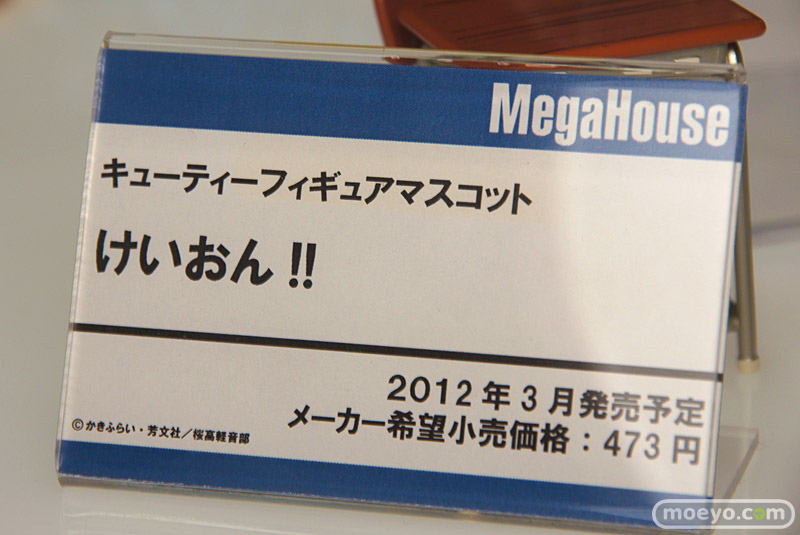 MegaHouse
キューティーフィギュアマスコット
けいおん!!
2012年3月発売予定
メーカー希望小売価格：473円
©かきふらい・芳文社／桜高軽音部
moeyo.com